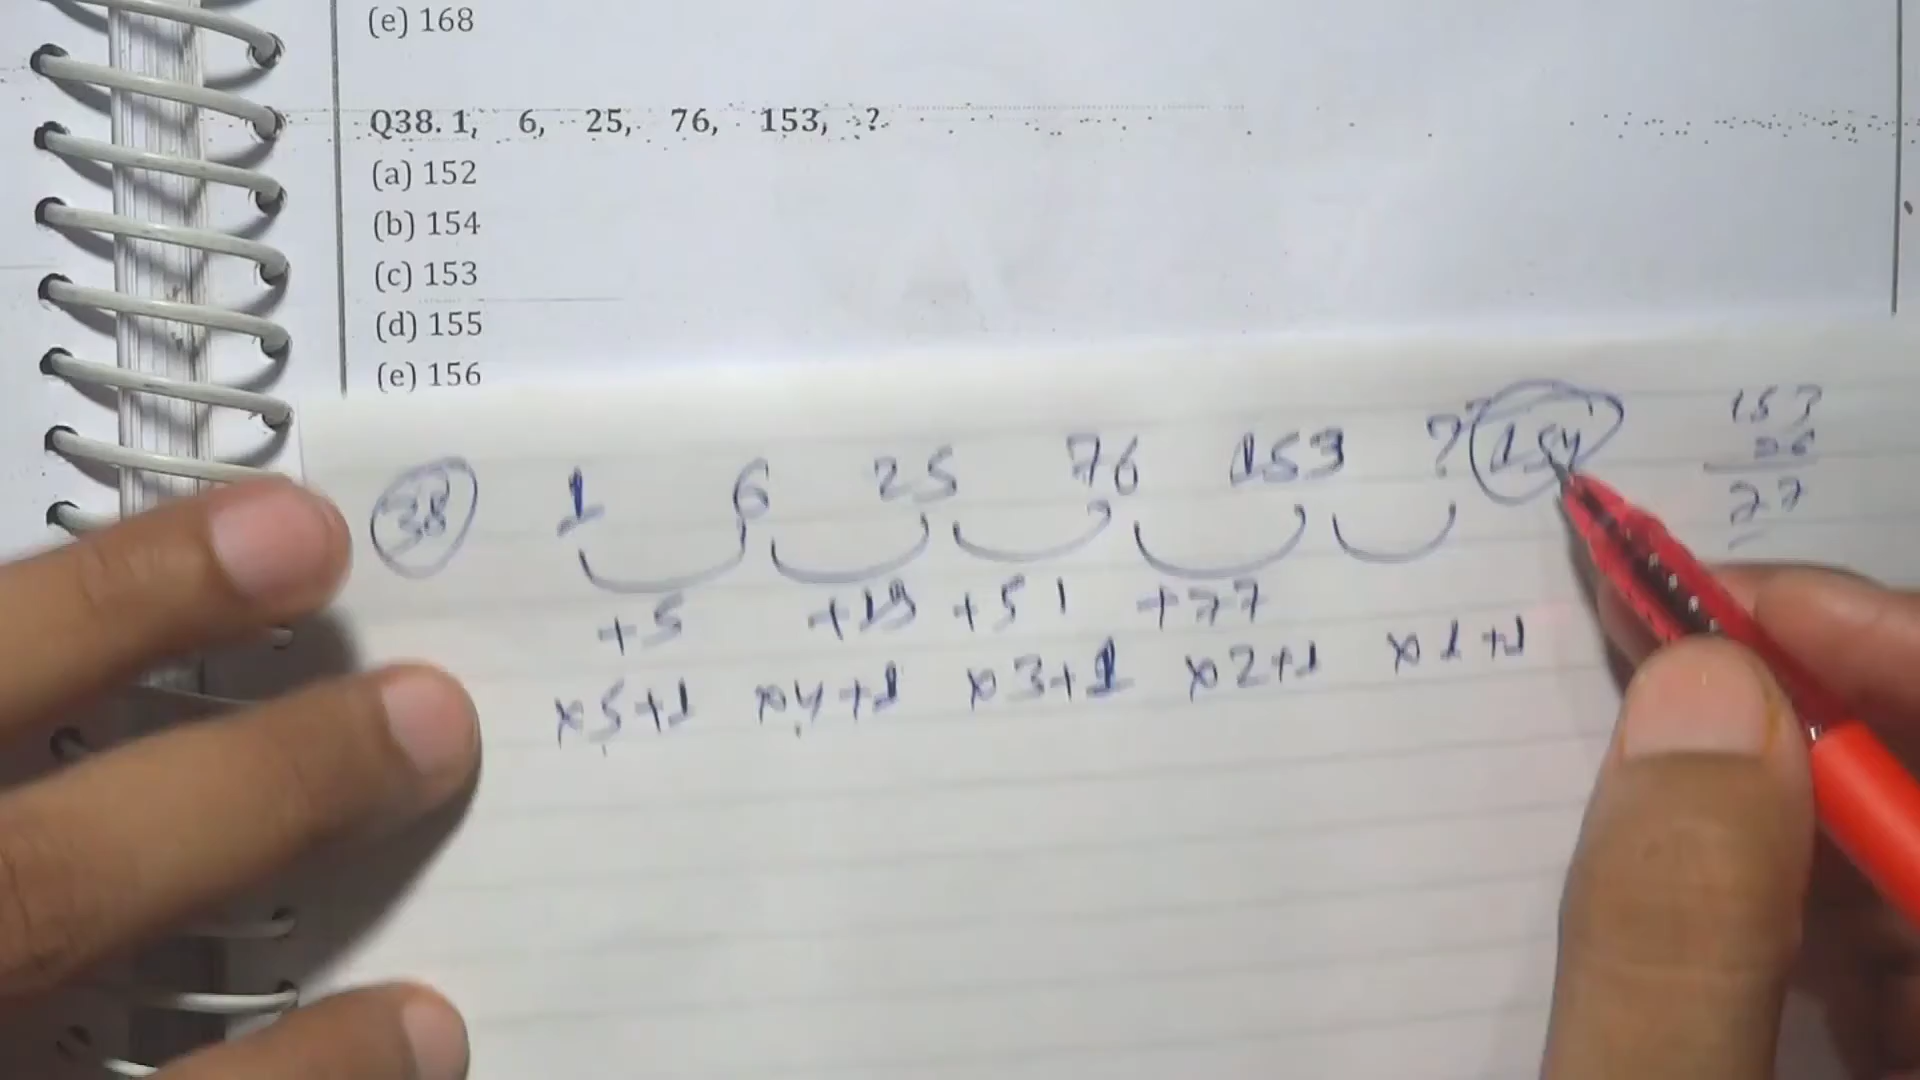 (e) 168
Q38. 1, 6, 25, 76, 153, ?
(a) 152
(b) 154
(c) 153
(d) 155
(e) 156
38 1 6 25 76 153 ? 154
+5 +19 +51 +77
×5+1 ×4+1 ×3+1 ×2+1 ×1+1
153
77